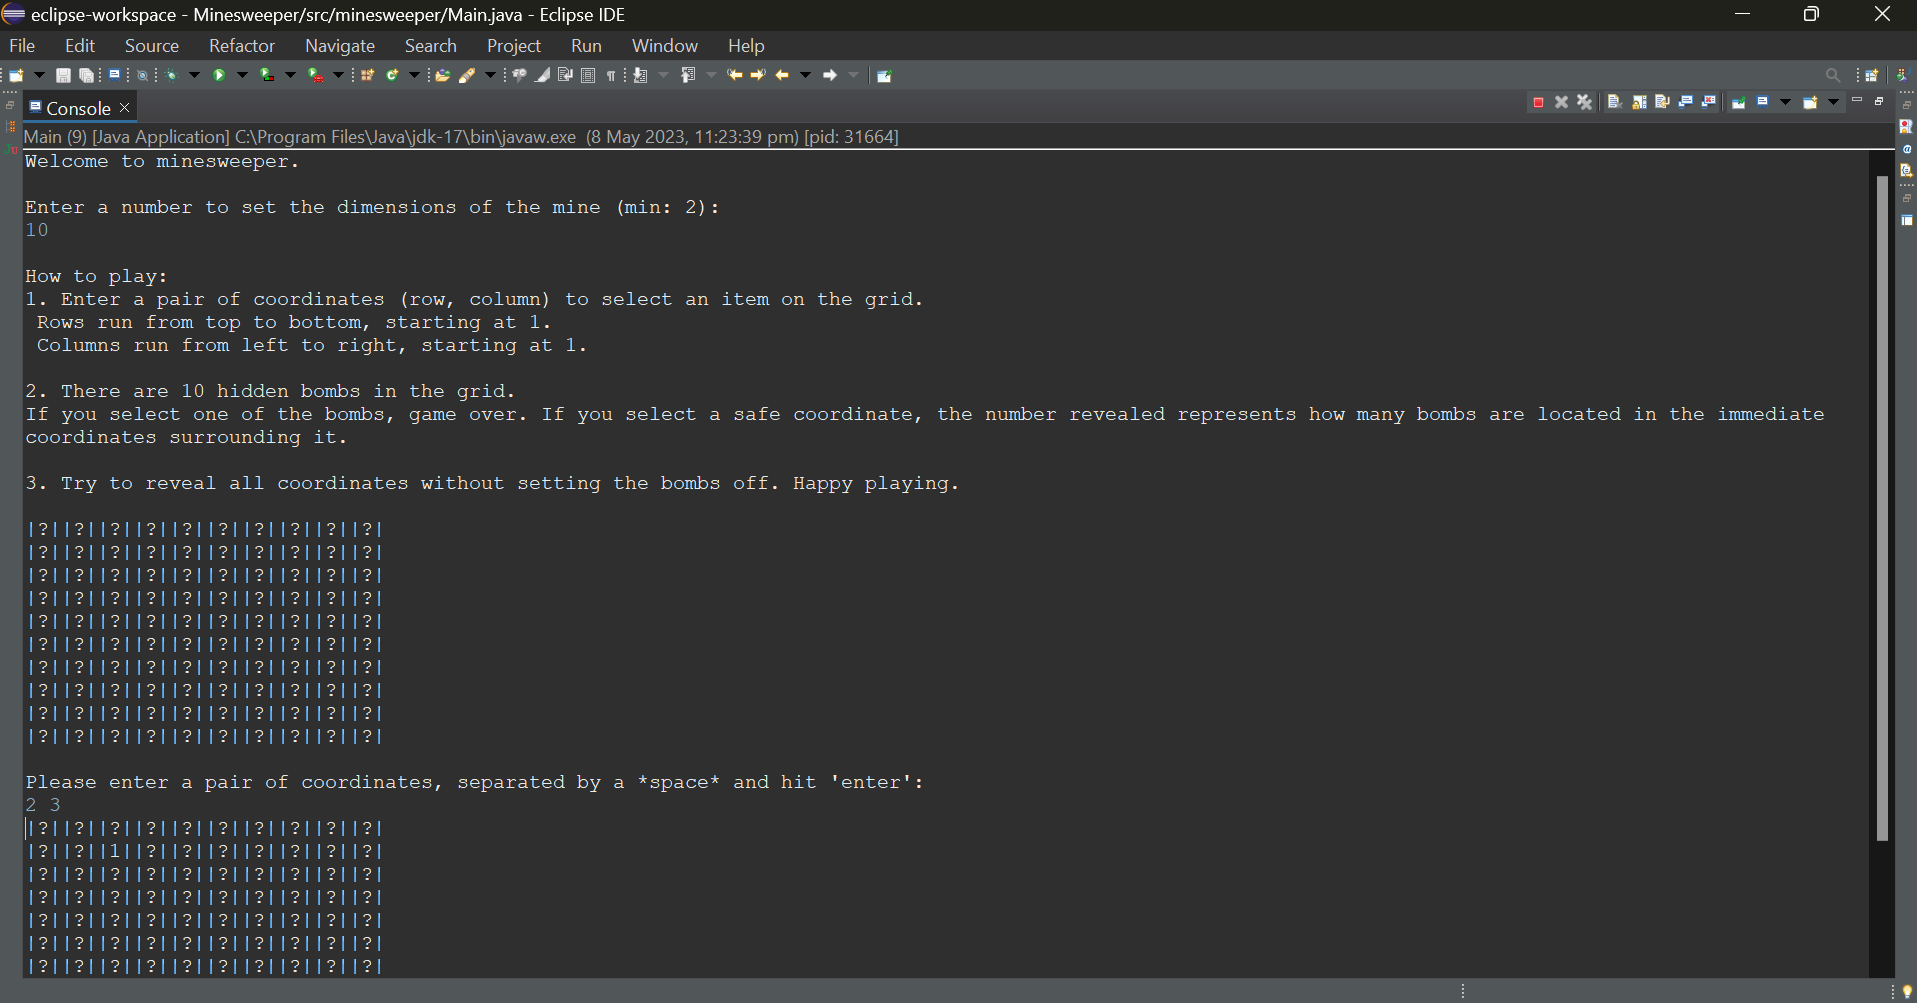 eclipse-workspace - Minesweeper/src/minesweeper/Main.java - Eclipse IDE
File Edit Source Refactor Navigate Search Project Run Window Help
Console
Main (9) [Java Application] C:\Program Files\Java\jdk-17\bin\javaw.exe (8 May 2023, 11:23:39 pm) [pid: 31664]
Welcome to minesweeper.
Enter a number to set the dimensions of the mine (min: 2):
10
How to play:
1. Enter a pair of coordinates (row, column) to select an item on the grid.
Rows run from top to bottom, starting at 1.
Columns run from left to right, starting at 1.
2. There are 10 hidden bombs in the grid.
If you select one of the bombs, game over. If you select a safe coordinate, the number revealed represents how many bombs are located in the immediate
coordinates surrounding it.
3. Try to reveal all coordinates without setting the bombs off. Happy playing.
|?||?||?||?||?||?||?||?||?||?|
|?||?||?||?||?||?||?||?||?||?|
|?||?||?||?||?||?||?||?||?||?|
|?||?||?||?||?||?||?||?||?||?|
|?||?||?||?||?||?||?||?||?||?|
|?||?||?||?||?||?||?||?||?||?|
|?||?||?||?||?||?||?||?||?||?|
|?||?||?||?||?||?||?||?||?||?|
|?||?||?||?||?||?||?||?||?||?|
|?||?||?||?||?||?||?||?||?||?|
Please enter a pair of coordinates, separated by a *space* and hit 'enter':
2 3
|?||?||?||?||?||?||?||?||?||?|
|?||?||1||?||?||?||?||?||?||?|
|?||?||?||?||?||?||?||?||?||?|
|?||?||?||?||?||?||?||?||?||?|
|?||?||?||?||?||?||?||?||?||?|
|?||?||?||?||?||?||?||?||?||?|
|?||?||?||?||?||?||?||?||?||?|